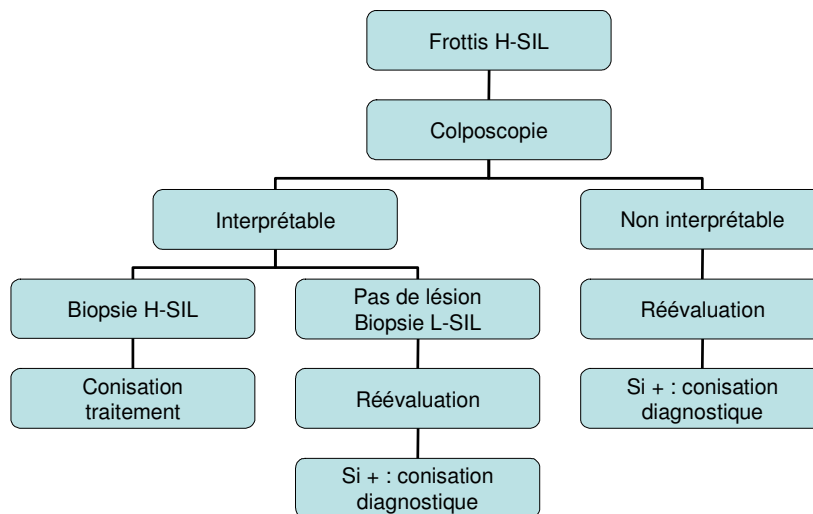 Frottis H-SIL
Colposcopie
Interprétable
Non interprétable
Biopsie H-SIL
Pas de lésion
Biopsie L-SIL
Réévaluation
Conisation
traitement
Réévaluation
Si + : conisation
diagnostique
Si + : conisation
diagnostique